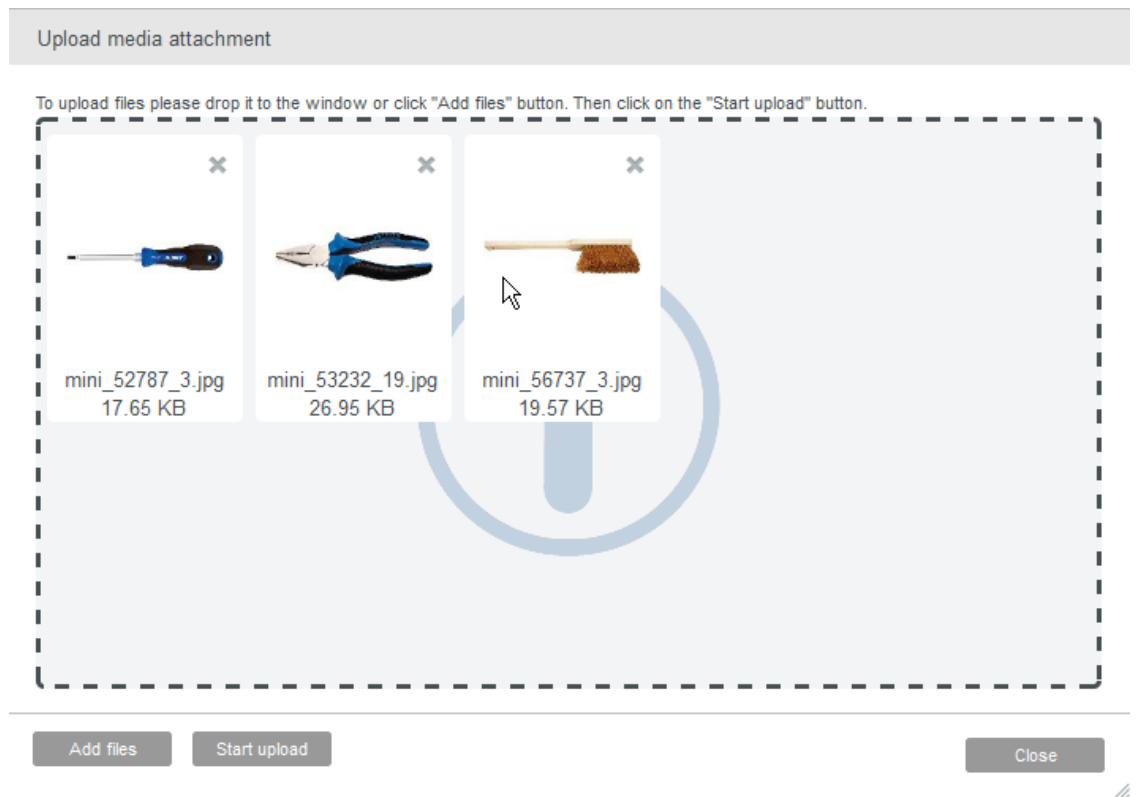 Upload media attachment
To upload files please drop it to the window or click "Add files" button. Then click on the "Start upload" button.
mini_52787_3.jpg
17.65 KB
mini_53232_19.jpg
26.95 KB
mini_56737_3.jpg
19.57 KB
Add files
Start upload
Close